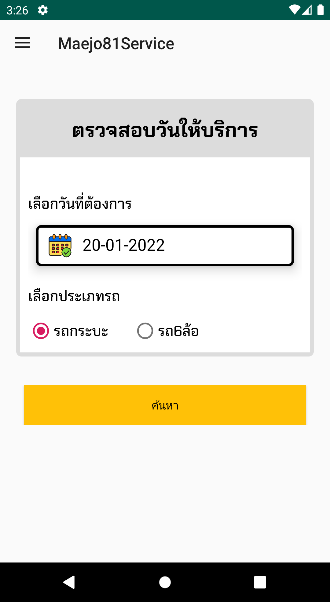 3:26
Maejo81Service
ตรวจสอบวันให้บริการ
เลือกวันที่ต้องการ
20-01-2022
เลือกประเภทรถ
รถกระบะ รถ6ล้อ
ค้นหา